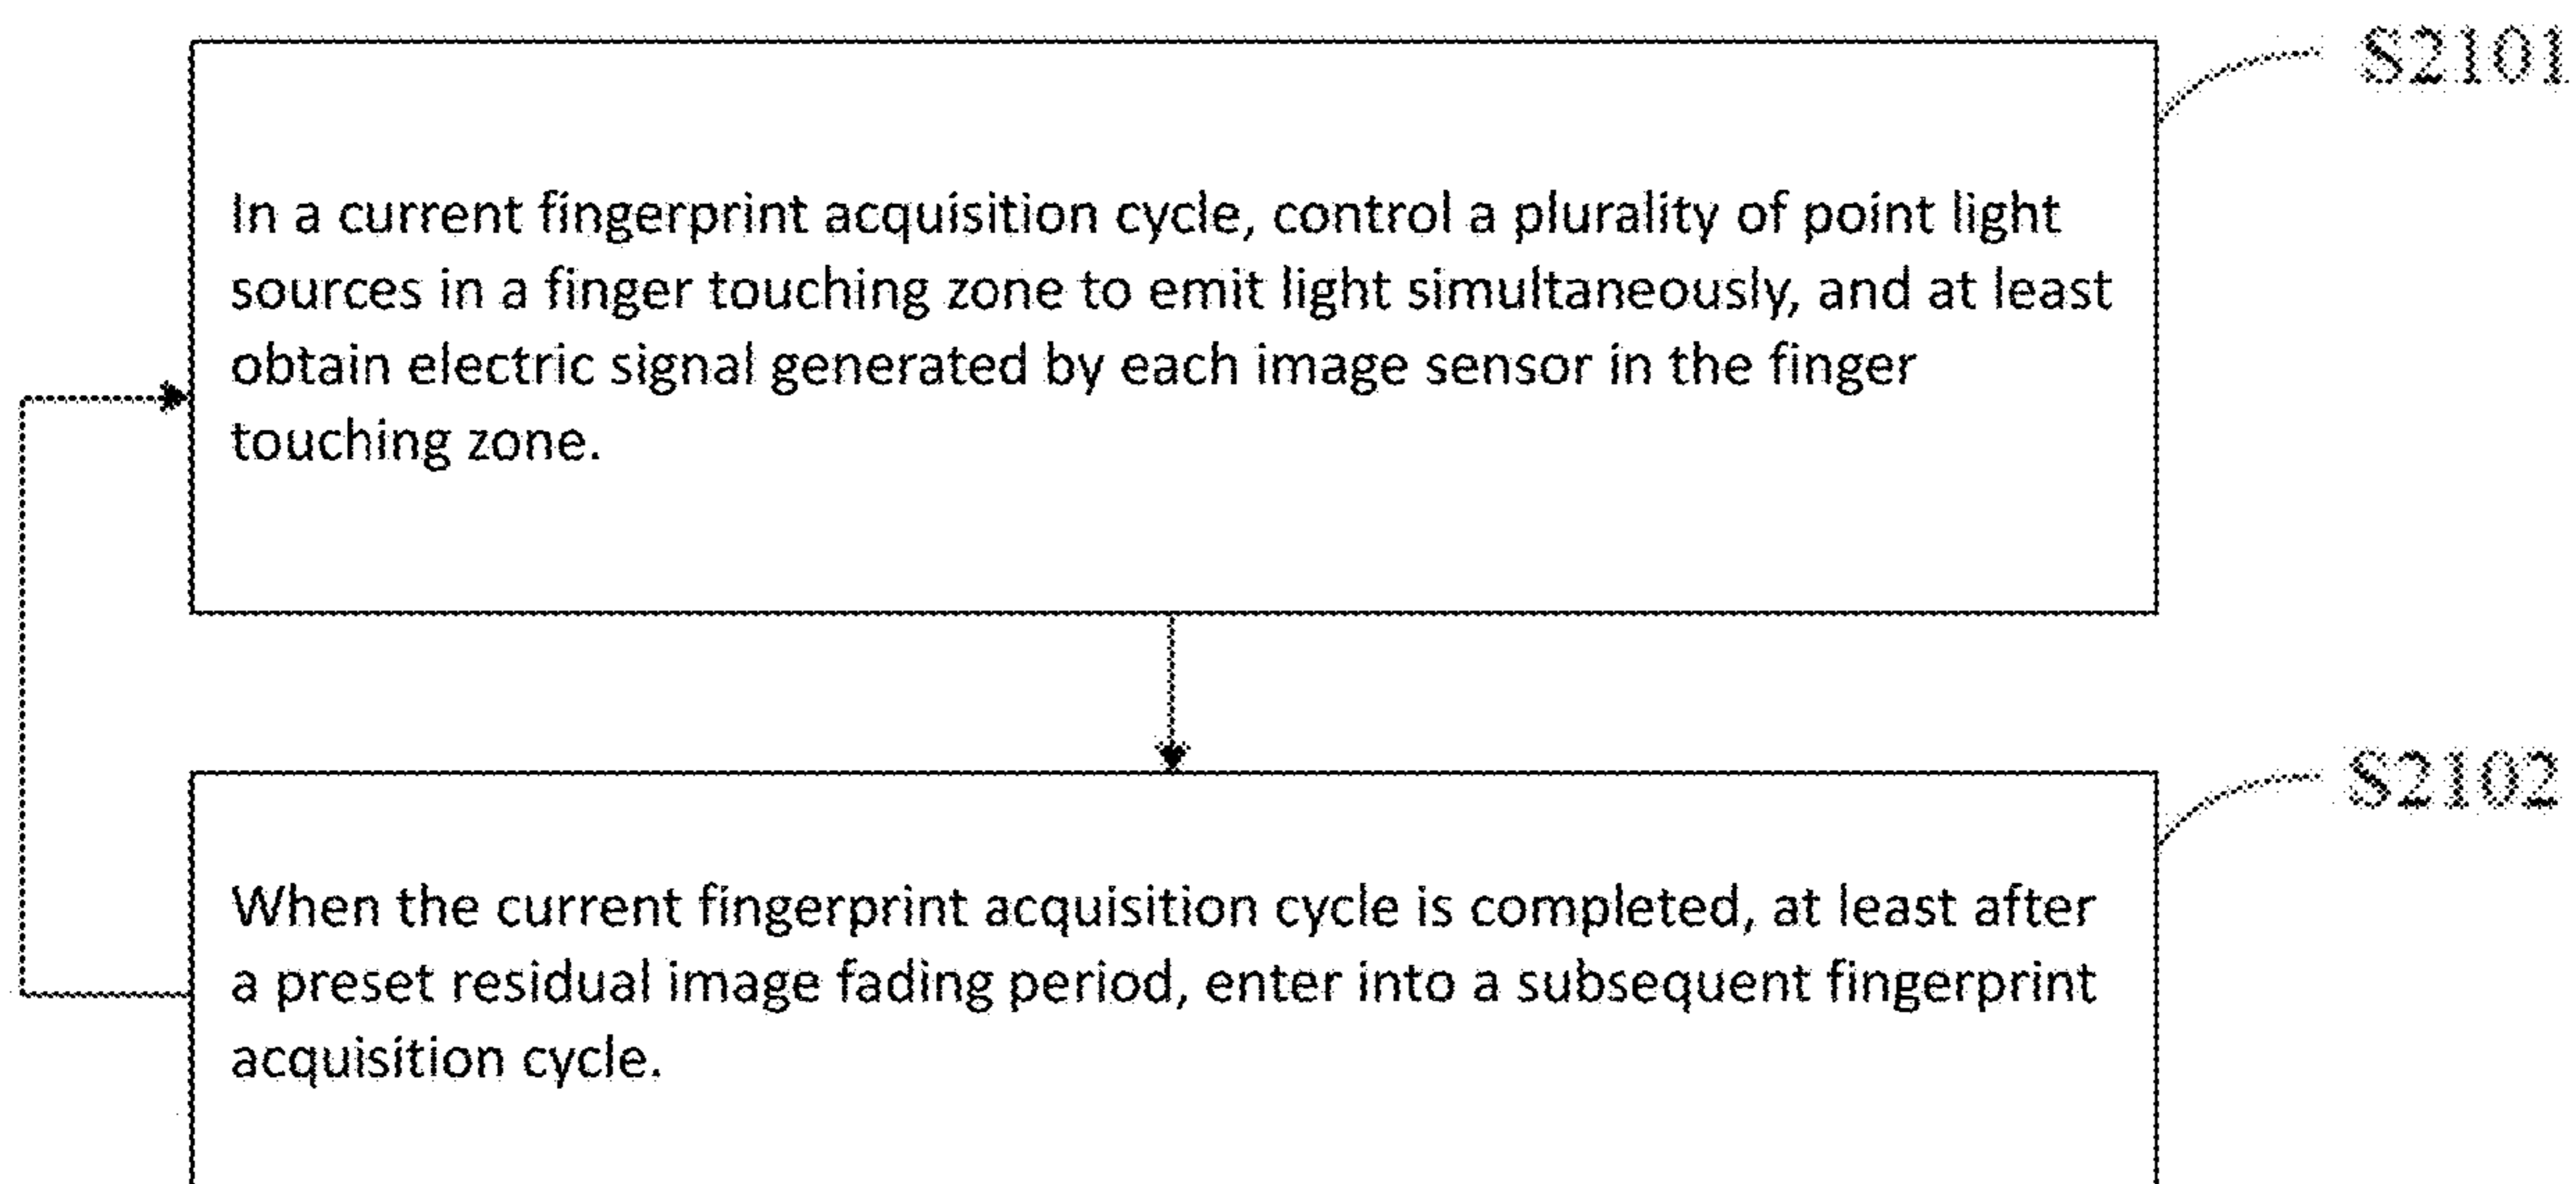 S2101
In a current fingerprint acquisition cycle, control a plurality of point light
sources in a finger touching zone to emit light simultaneously, and at least
obtain electric signal generated by each image sensor in the finger
touching zone.
S2102
When the current fingerprint acquisition cycle is completed, at least after
a preset residual image fading period, enter into a subsequent fingerprint
acquisition cycle.